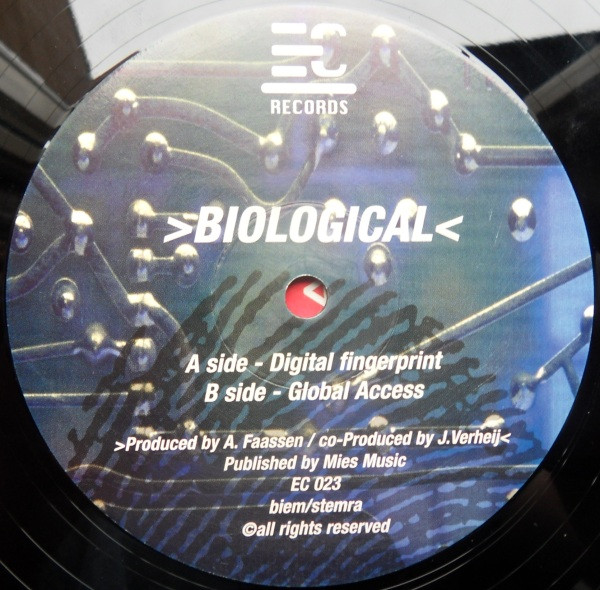 EC
RECORDS
>BIOLOGICAL<
A side - Digital fingerprint
B side - Global Access
>Produced by A. Faassen / co-Produced by J.Verheij<
Published by Mies Music
EC 023
biem/stemra
©all rights reserved